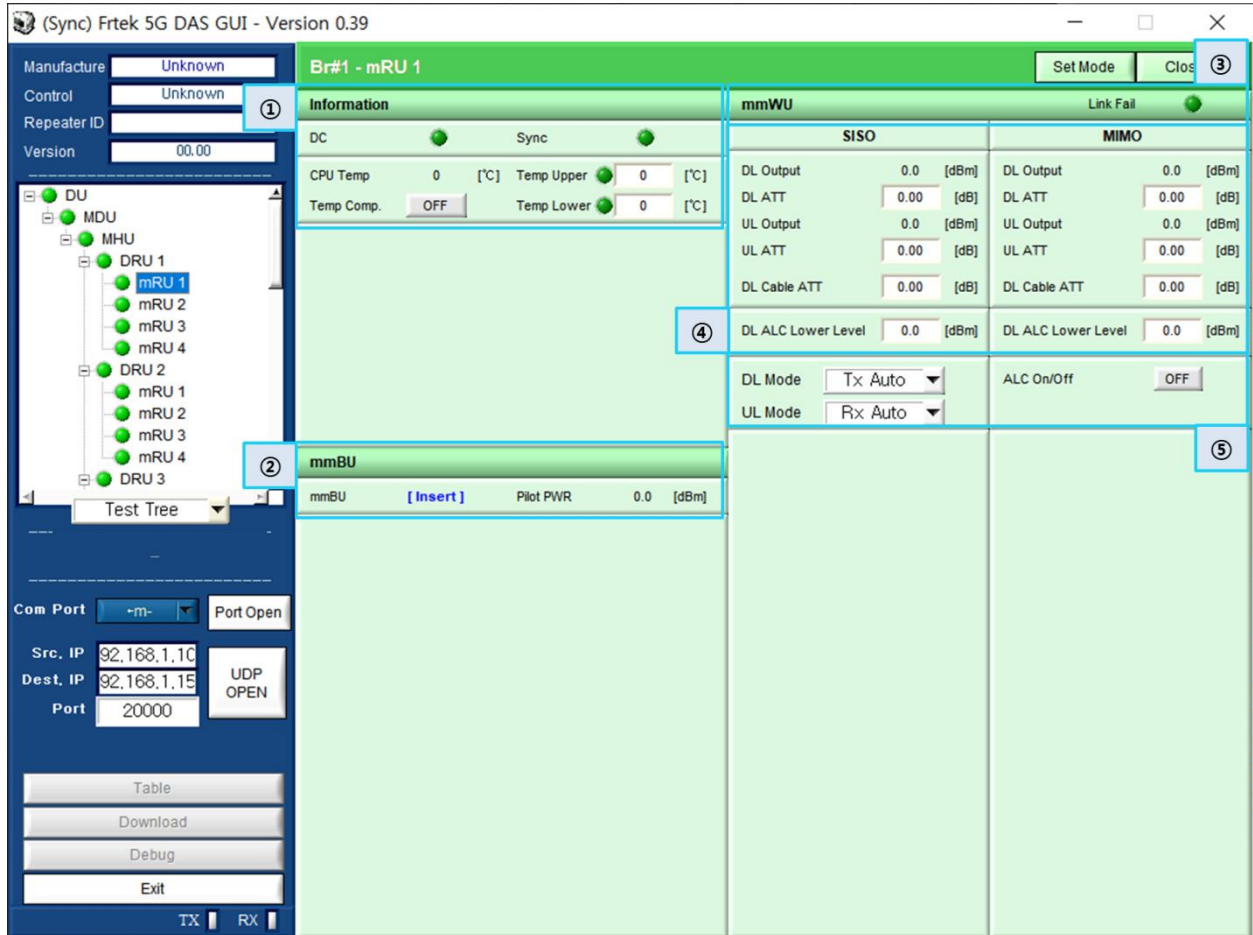 (Sync) Frtek 5G DAS GUI - Version 0.39
Manufacture Unknown
Control Unknown
Repeater ID
Version 00.00
DU
MDU
MHU
DRU 1
mRU 1
mRU 2
mRU 3
mRU 4
DRU 2
mRU 1
mRU 2
mRU 3
mRU 4
DRU 3
Test Tree
Com Port Port Open
Src. IP 92,168,1,10
Dest. IP 92,168,1,15
UDP
OPEN
Port 20000
Table
Download
Debug
Exit
TX RX
Br#1 - mRU 1 Set Mode Clos ③
① Information
DC Sync
CPU Temp 0 [℃] Temp Upper 0 [℃]
Temp Comp. OFF Temp Lower 0 [℃]
② mmBU
mmBU [ Insert ] Pilot PWR 0.0 [dBm]
mmWU Link Fail
SISO MIMO
DL Output 0.0 [dBm] DL Output 0.0 [dBm]
DL ATT 0.00 [dB] DL ATT 0.00 [dB]
UL Output 0.0 [dBm] UL Output 0.0 [dBm]
UL ATT 0.00 [dB] UL ATT 0.00 [dB]
DL Cable ATT 0.00 [dB] DL Cable ATT 0.00 [dB]
④ DL ALC Lower Level 0.0 [dBm] DL ALC Lower Level 0.0 [dBm]
DL Mode Tx Auto ALC On/Off OFF
UL Mode Rx Auto
⑤